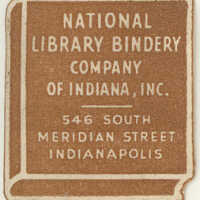 NATIONAL
LIBRARY BINDERY
COMPANY
OF INDIANA, INC.
546 SOUTH
MERIDIAN STREET
INDIANAPOLIS